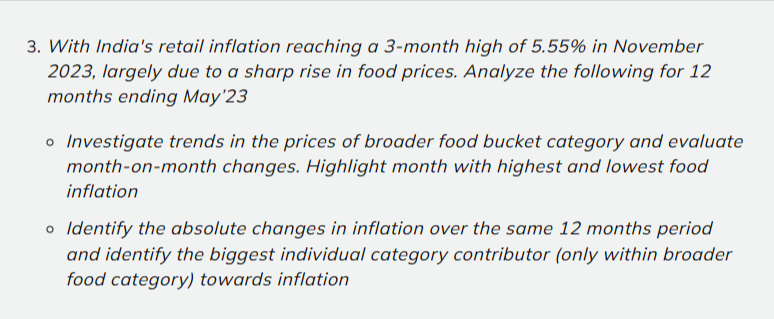 3. With India's retail inflation reaching a 3-month high of 5.55% in November
2023, largely due to a sharp rise in food prices. Analyze the following for 12
months ending May'23
○ Investigate trends in the prices of broader food bucket category and evaluate
month-on-month changes. Highlight month with highest and lowest food
inflation
○ Identify the absolute changes in inflation over the same 12 months period
and identify the biggest individual category contributor (only within broader
food category) towards inflation